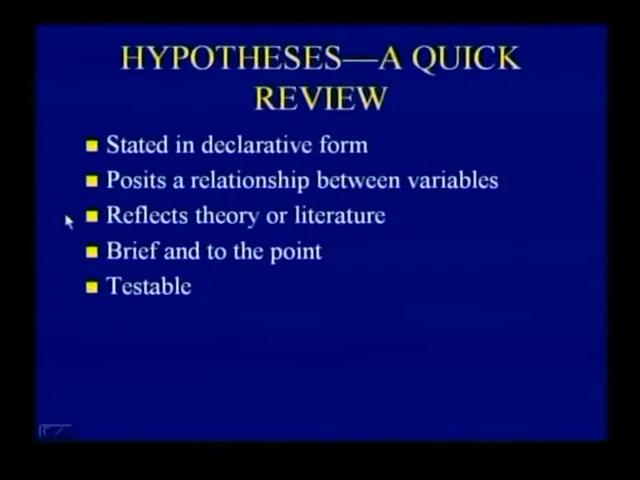 HYPOTHESES—A QUICK
REVIEW
Stated in declarative form
Posits a relationship between variables
Reflects theory or literature
Brief and to the point
Testable